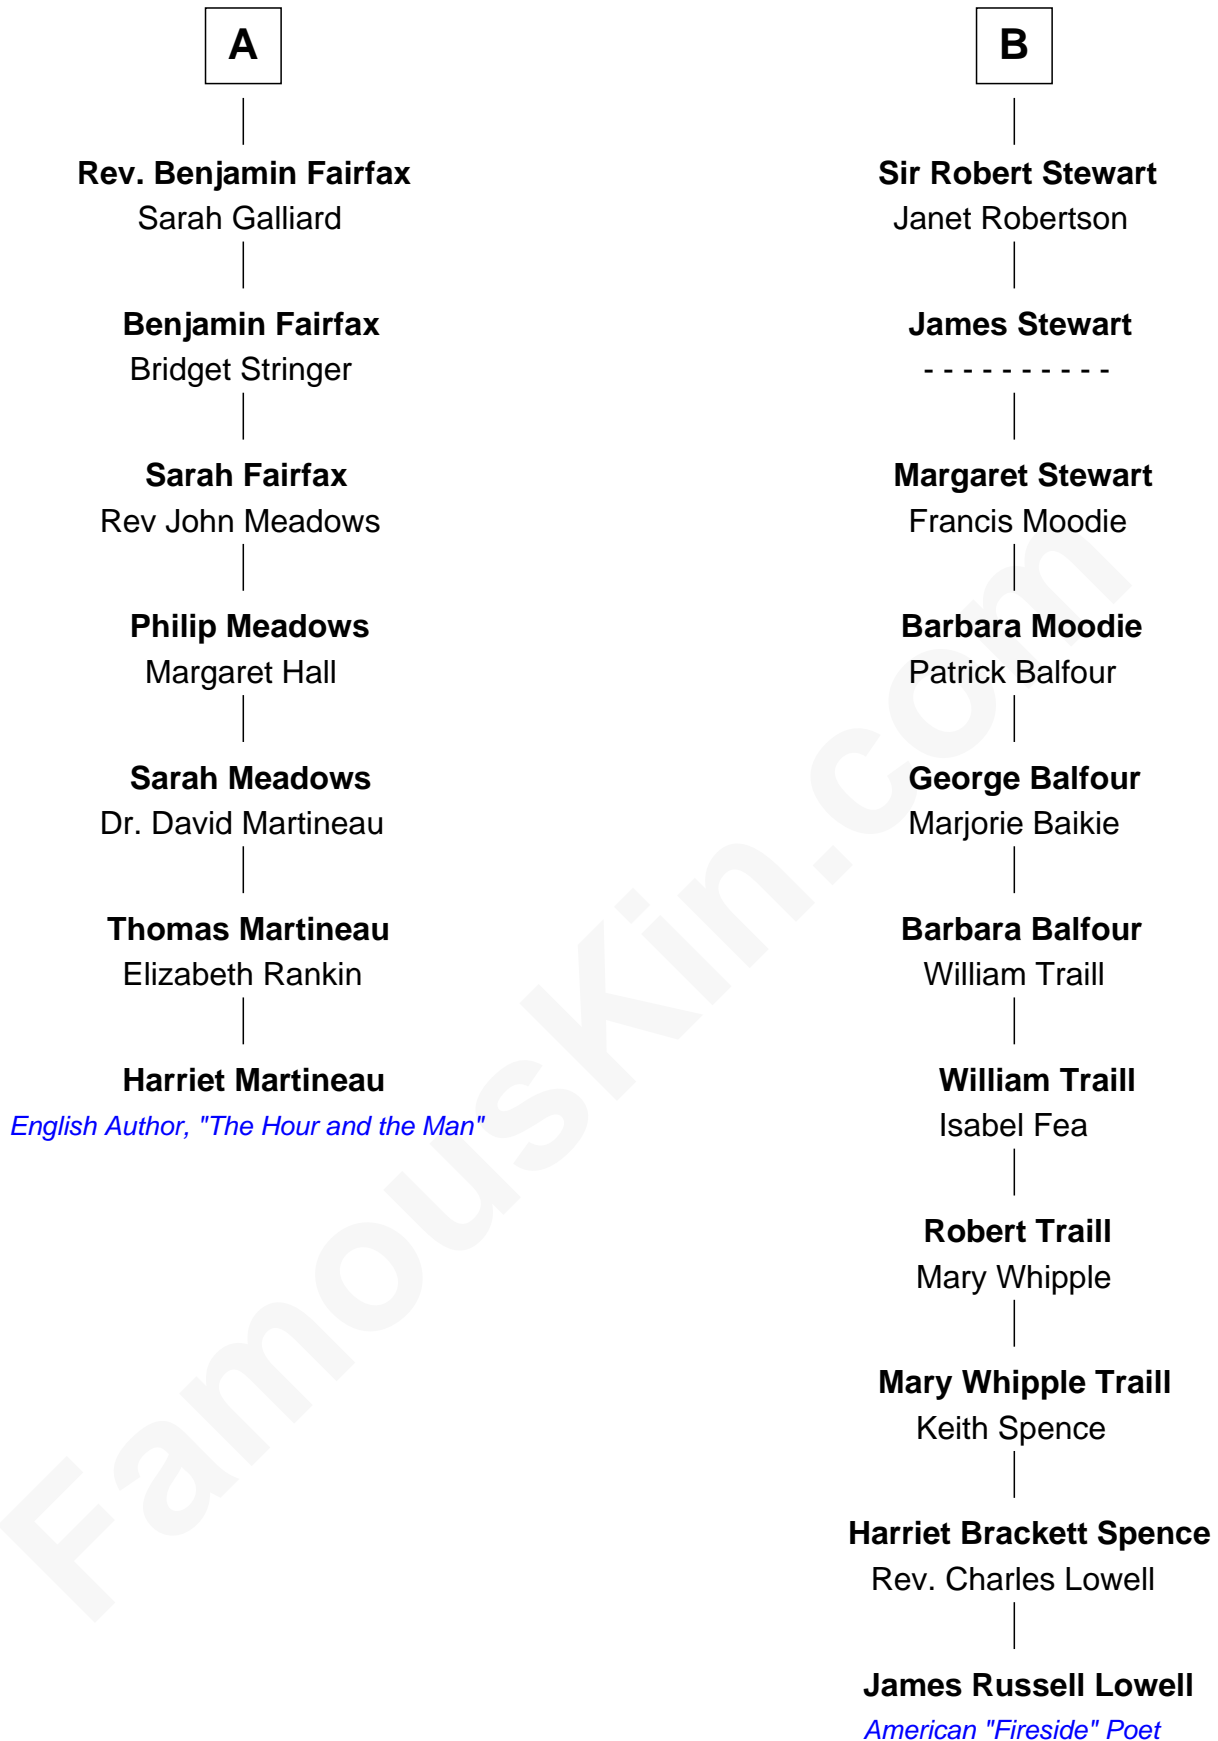 A
Rev. Benjamin Fairfax
Sarah Galliard
Benjamin Fairfax
Bridget Stringer
Sarah Fairfax
Rev John Meadows
Philip Meadows
Margaret Hall
Sarah Meadows
Dr. David Martineau
Thomas Martineau
Elizabeth Rankin
Harriet Martineau
English Author, "The Hour and the Man"
B
Sir Robert Stewart
Janet Robertson
James Stewart
- - - - - - - - - -
Margaret Stewart
Francis Moodie
Barbara Moodie
Patrick Balfour
George Balfour
Marjorie Baikie
Barbara Balfour
William Traill
William Traill
Isabel Fea
Robert Traill
Mary Whipple
Mary Whipple Traill
Keith Spence
Harriet Brackett Spence
Rev. Charles Lowell
James Russell Lowell
American "Fireside" Poet
FamousKin.com